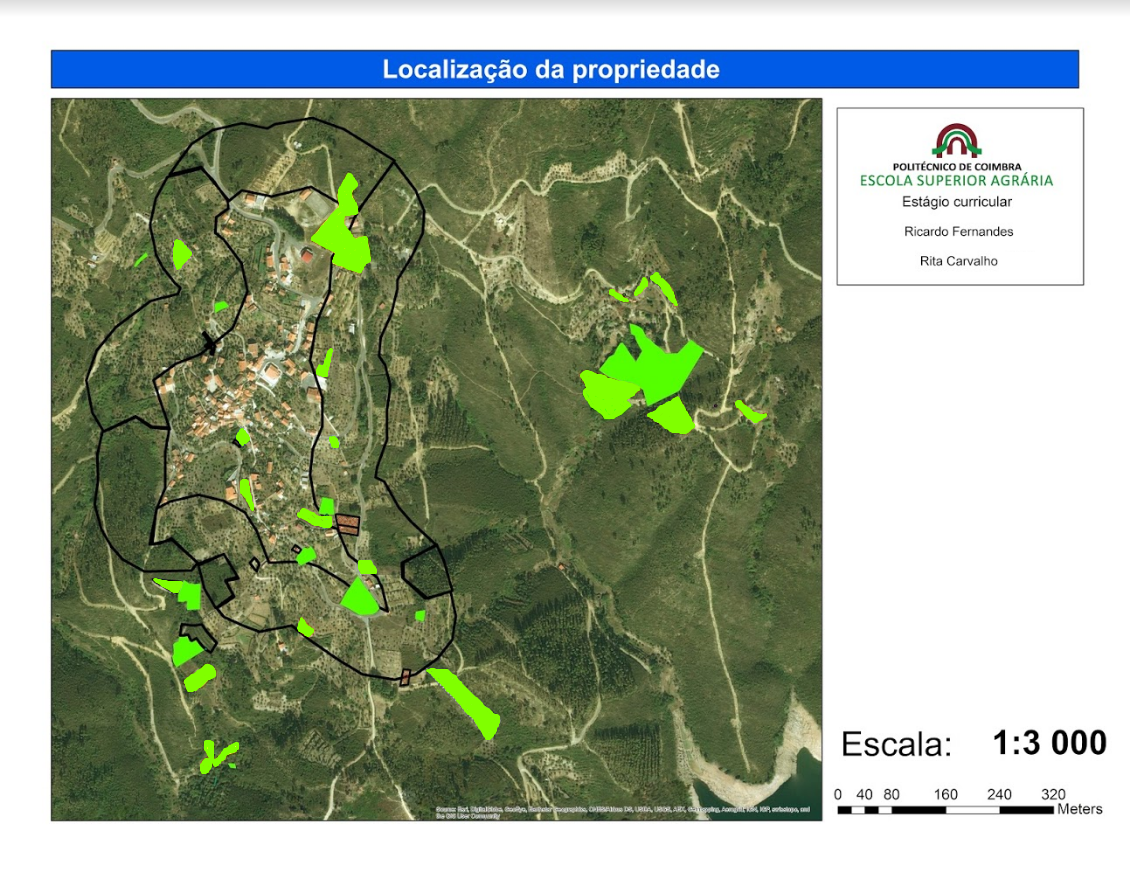 Localização da propriedade
POLITÉCNICO DE COIMBRA
ESCOLA SUPERIOR AGRÁRIA
Estágio curricular
Ricardo Fernandes
Rita Carvalho
Escala: 1:3 000
0 40 80 160 240 320
Meters
Source: Esri, DigitalGlobe, GeoEye, Earthstar Geographics, CNES/Airbus DS, USDA, USGS, AEX, Getmapping, Aerogrid, IGN, IGP, swisstopo, and
the GIS User Community